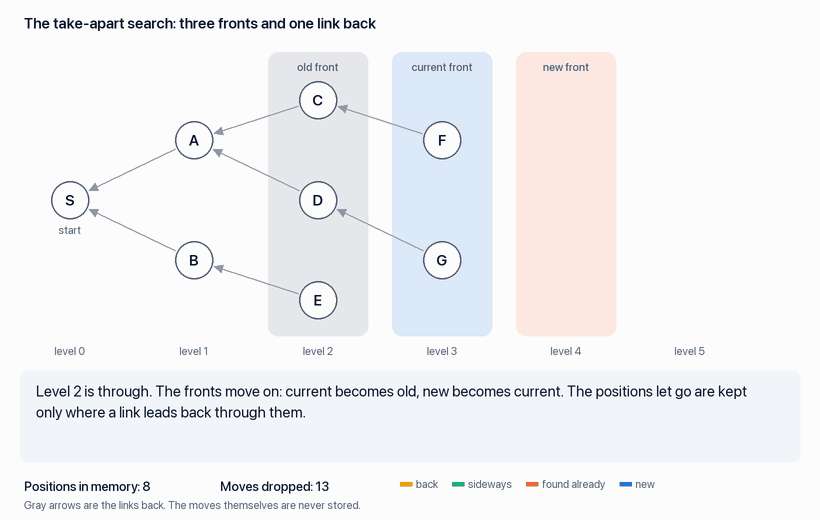 The take-apart search: three fronts and one link back
old front
current front
new front
C
A
F
S
D
start
B
G
E
level 0
level 1
level 2
level 3
level 4
level 5
Level 2 is through. The fronts move on: current becomes old, new becomes current. The positions let go are kept
only where a link leads back through them.
Positions in memory: 8
Moves dropped: 13
back
sideways
found already
new
Gray arrows are the links back. The moves themselves are never stored.